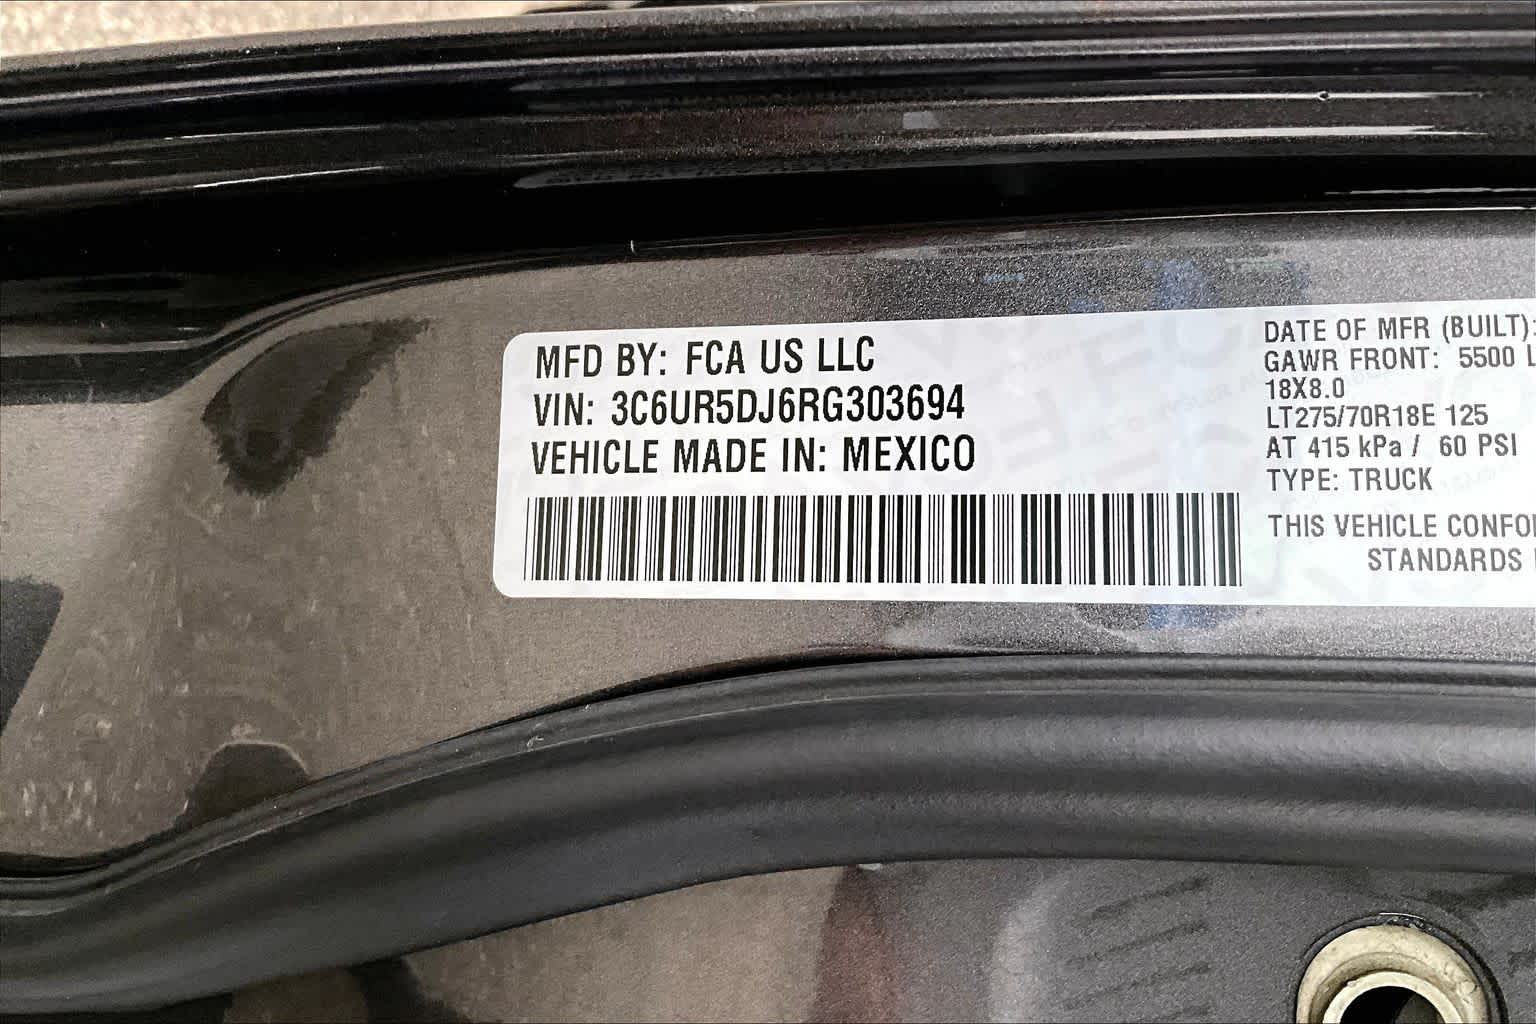 MFD BY: FCA US LLC
VIN: 3C6UR5DJ6RG303694
VEHICLE MADE IN: MEXICO
DATE OF MFR (BUILT):
GAWR FRONT: 5500
18X8.0
LT275/70R18E 125
AT 415 kPa / 60 PSI
TYPE: TRUCK
THIS VEHICLE CONFO
STANDARDS